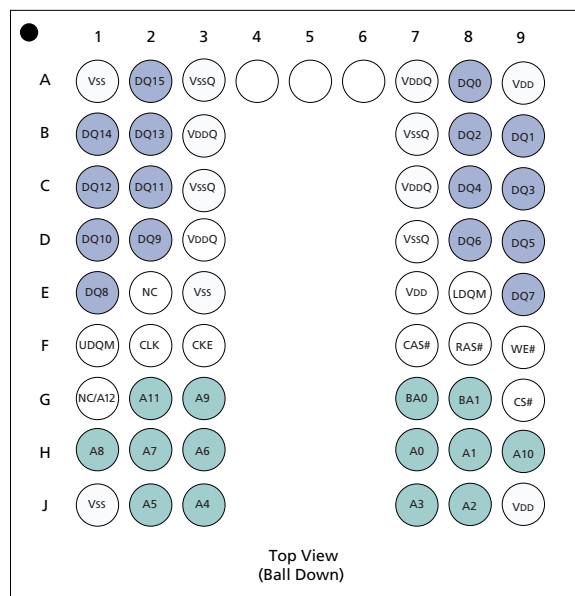 1 2 3 4 5 6 7 8 9
A Vss DQ15 VssQ VDDQ DQ0 VDD
B DQ14 DQ13 VDDQ VssQ DQ2 DQ1
C DQ12 DQ11 VssQ VDDQ DQ4 DQ3
D DQ10 DQ9 VDDQ VssQ DQ6 DQ5
E DQ8 NC Vss VDD LDQM DQ7
F UDQM CLK CKE CAS# RAS# WE#
G NC/A12 A11 A9 BA0 BA1 CS#
H A8 A7 A6 A0 A1 A10
J Vss A5 A4 A3 A2 VDD
Top View
(Ball Down)